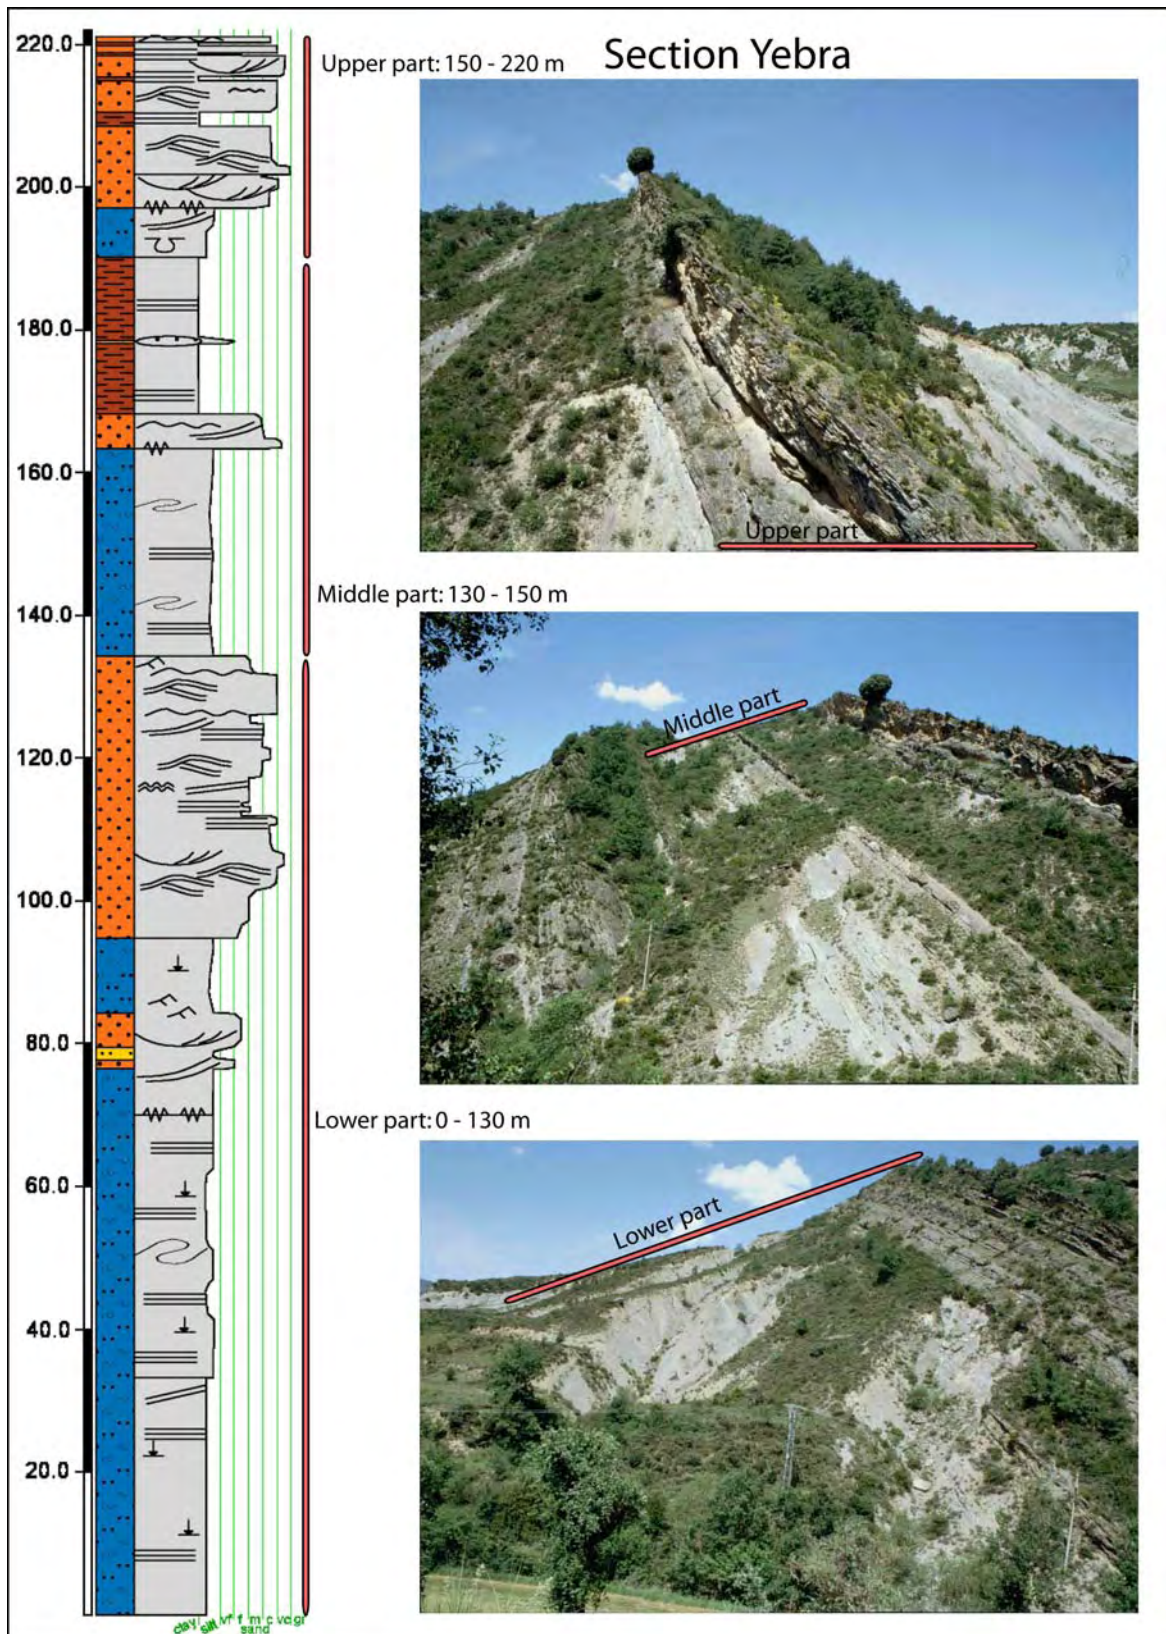 Section Yebra
220.0
200.0
180.0
160.0
140.0
120.0
100.0
80.0
60.0
40.0
20.0
clay
silt
vf
f
m
c
vc
gr
sand
Upper part: 150 - 220 m
Upper part
Middle part: 130 - 150 m
Middle part
Lower part: 0 - 130 m
Lower part